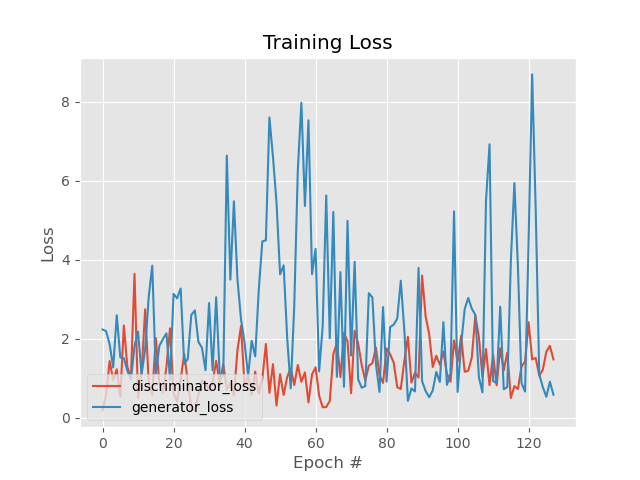 Training Loss
Loss
8
6
4
2
0
discriminator_loss
generator_loss
0 20 40 60 80 100 120
Epoch #